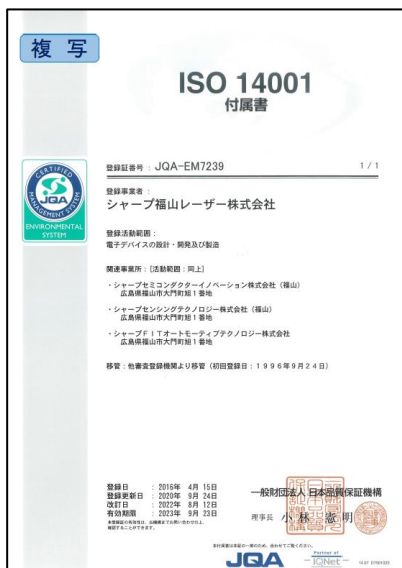 複 写
ISO 14001
付属書
登録証番号 : JQA-EM7239
1 / 1
CERTIFIED
MANAGEMENT SYSTEM
JQA
ENVIRONMENTAL
SYSTEM
登録事業者 :
シャープ福山レーザー株式会社
登録活動範囲 :
電子デバイスの設計・開発及び製造
関連事業所 : [活動範囲 : 同上]
・シャープセミコンダクターイノベーション株式会社 (福山)
広島県福山市大門町旭1番地
・シャープセンシングテクノロジー株式会社 (福山)
広島県福山市大門町旭1番地
・シャープFITオートモーティブテクノロジー株式会社
広島県福山市大門町旭1番地
移管 : 他審査登録機関より移管 (初回登録日 : 1996年9月24日)
登録日 : 2016年 4月 15日
登録更新日 : 2020年 9月 24日
改訂日 : 2022年 8月 12日
有効期限 : 2023年 9月 23日
一般財団法人 日本品質保証機構
理事長 小 林 憲 明
JQA
Partner of
IQNet